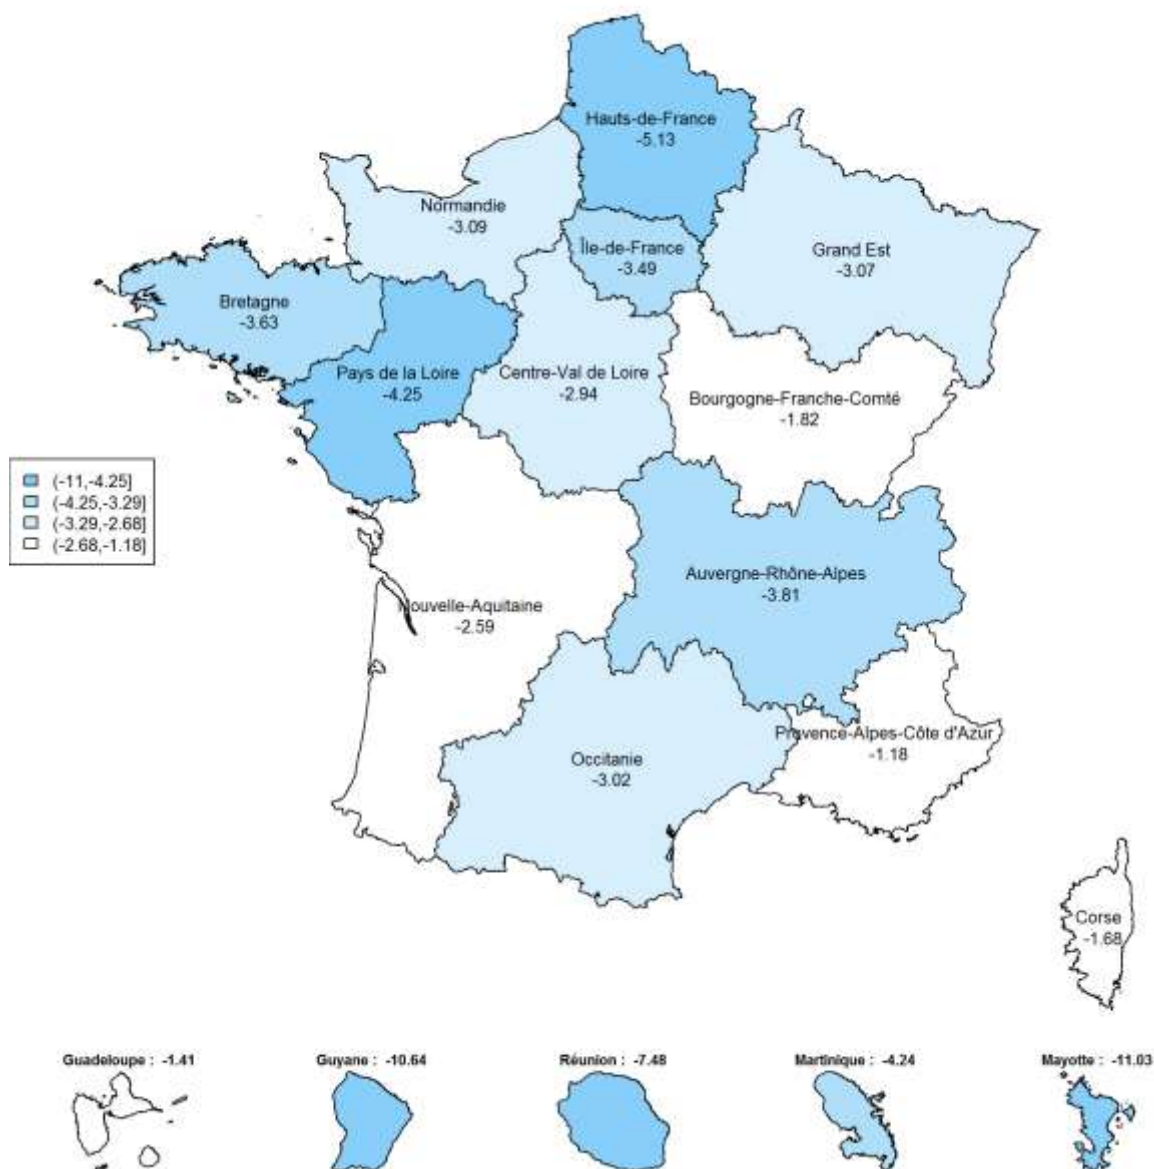 Hauts-de-France
-5.13
Normandie
-3.09
Île-de-France
-3.49
Grand Est
-3.07
Bretagne
-3.63
Pays de la Loire
-4.25
Centre-Val de Loire
-2.94
Bourgogne-Franche-Comté
-1.82
(-11,-4.25]
(-4.25,-3.29]
(-3.29,-2.68]
(-2.68,-1.18]
Auvergne-Rhône-Alpes
-3.81
Nouvelle-Aquitaine
-2.59
Provence-Alpes-Côte d'Azur
-1.18
Occitanie
-3.02
Corse
-1.68
Guadeloupe : -1.41
Guyane : -10.64
Réunion : -7.48
Martinique : -4.24
Mayotte : -11.03